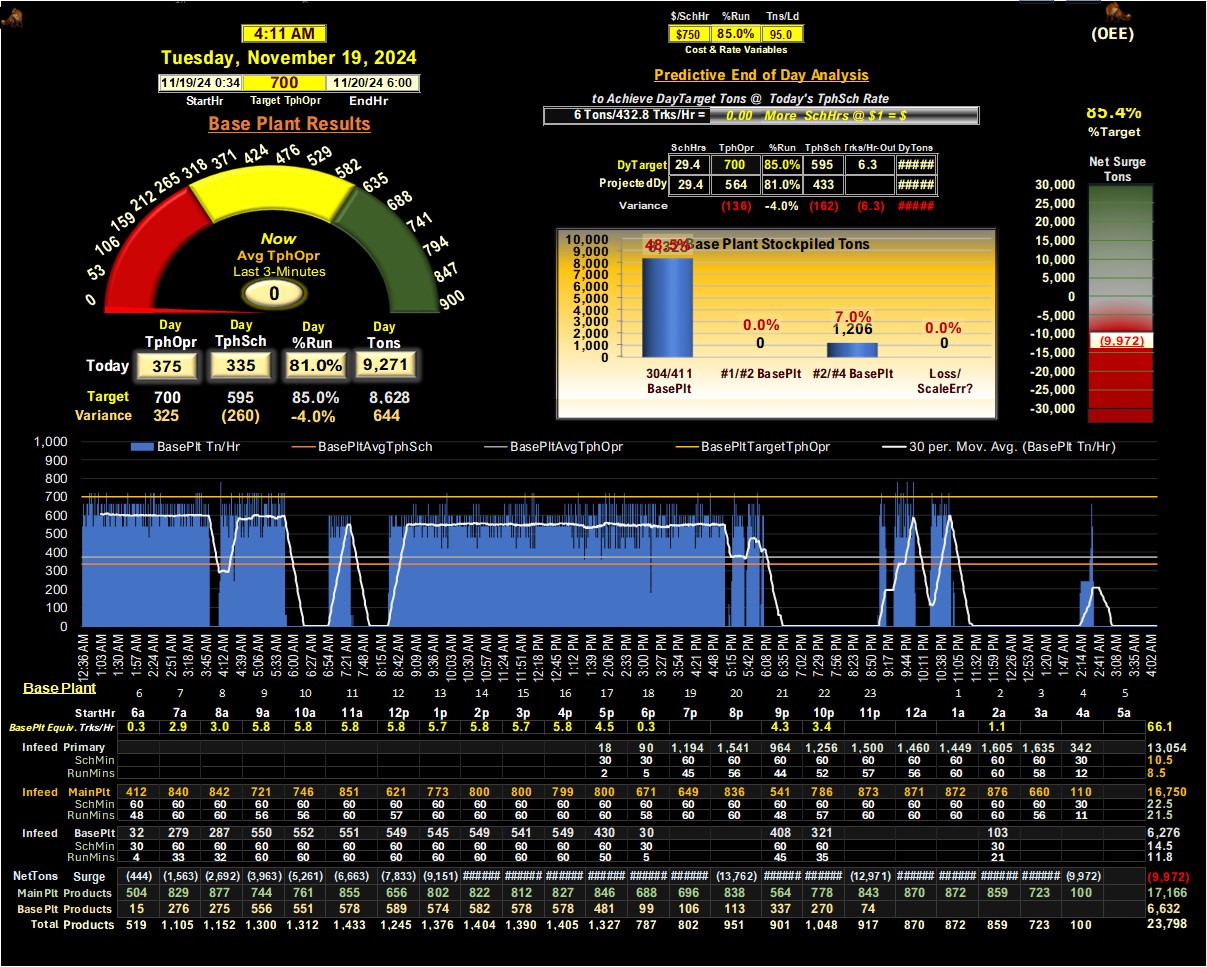 4:11 AM
Tuesday, November 19, 2024
11/19/24 0:34 700 11/20/24 6:00
StartHr Target TphOpr EndHr
Base Plant Results
0 53 106 159 212 265 318 371 424 476 529 582 635 688 741 794 847 900
Now
Avg TphOpr
Last 3-Minutes
0
Day Day Day Day
TphOpr TphSch %Run Tons
Today 375 335 81.0% 9,271
Target 700 595 85.0% 8,628
Variance 325 (260) -4.0% 644
$/SchHr %Run Tns/Ld
$750 85.0% 95.0
Cost & Rate Variables
Predictive End of Day Analysis
to Achieve DayTarget Tons @ Today's TphSch Rate
6 Tons/432.8 Trks/Hr = 0.00 More SchHrs @ $1 = $
SchHrs TphOpr %Run TphSch Trks/Hr-Out DyTons
DyTarget 29.4 700 85.0% 595 6.3 #####
ProjectedDy 29.4 564 81.0% 433 #####
Variance (136) -4.0% (162) (6.3) #####
Base Plant Stockpiled Tons
10,000
9,000
8,000
7,000
6,000
5,000
4,000
3,000
2,000
1,000
0
48.5% 8,325
0.0% 0
7.0% 1,206
0.0% 0
304/411 BasePlt
#1/#2 BasePlt
#2/#4 BasePlt
Loss/ ScaleErr?
(OEE)
85.4%
%Target
Net Surge
Tons
30,000
25,000
20,000
15,000
10,000
5,000
0
-5,000
-10,000
(9,972)
-15,000
-20,000
-25,000
-30,000
BasePlt Tn/Hr BasePltAvgTphSch BasePltAvgTphOpr BasePltTargetTphOpr 30 per. Mov. Avg. (BasePlt Tn/Hr)
1,000
900
800
700
600
500
400
300
200
100
0
12:36 AM 1:03 AM 1:30 AM 1:57 AM 2:24 AM 2:51 AM 3:18 AM 3:45 AM 4:12 AM 4:39 AM 5:06 AM 5:33 AM 6:00 AM 6:27 AM 6:54 AM 7:21 AM 7:48 AM 8:15 AM 8:42 AM 9:09 AM 9:36 AM 10:03 AM 10:30 AM 10:57 AM 11:24 AM 11:51 AM 12:18 PM 12:45 PM 1:12 PM 1:39 PM 2:06 PM 2:33 PM 3:00 PM 3:27 PM 3:54 PM 4:21 PM 4:48 PM 5:15 PM 5:42 PM 6:08 PM 6:35 PM 7:02 PM 7:29 PM 7:56 PM 8:23 PM 8:50 PM 9:17 PM 9:44 PM 10:11 PM 10:38 PM 11:05 PM 11:32 PM 11:59 PM 12:26 AM 12:53 AM 1:20 AM 1:47 AM 2:14 AM 2:41 AM 3:08 AM 3:35 AM 4:02 AM
Base Plant 6 7 8 9 10 11 12 13 14 15 16 17 18 19 20 21 22 23 1 2 3 4 5
StartHr 6a 7a 8a 9a 10a 11a 12p 1p 2p 3p 4p 5p 6p 7p 8p 9p 10p 11p 12a 1a 2a 3a 4a 5a
BasePlt Equiv. Trks/Hr 0.3 2.9 3.0 5.8 5.8 5.8 5.8 5.7 5.8 5.7 5.8 4.5 0.3 4.3 3.4 1.1 66.1
Infeed Primary 18 90 1,194 1,541 964 1,256 1,500 1,460 1,449 1,605 1,635 342 13,054
SchMin 30 30 60 60 60 60 60 60 60 60 60 30 10.5
RunMins 2 5 45 56 44 52 57 56 60 60 58 12 8.5
Infeed MainPlt 412 840 842 721 746 851 621 773 800 800 799 800 671 649 836 541 786 873 871 872 876 660 110 16,750
SchMin 60 60 60 60 60 60 60 60 60 60 60 60 60 60 60 60 60 60 60 60 60 60 30 22.5
RunMins 48 60 60 56 56 60 57 60 60 60 60 60 58 60 60 48 57 60 60 60 60 56 11 21.5
Infeed BasePlt 32 279 287 550 552 551 549 545 549 541 549 430 30 408 321 103 6,276
SchMin 30 60 60 60 60 60 60 60 60 60 60 60 30 60 60 30 14.5
RunMins 4 33 32 60 60 60 60 60 60 60 60 50 5 45 35 21 11.8
NetTons Surge (444) (1,563) (2,692) (3,963) (5,261) (6,663) (7,833) (9,151) ###### ###### ###### ###### ###### ###### (13,762) ###### ###### (12,971) ###### ###### ###### ###### (9,972) (9,972)
MainPlt Products 504 829 877 744 761 855 656 802 822 812 827 846 688 696 838 564 778 843 870 872 859 723 100 17,166
BasePlt Products 15 276 275 556 551 578 589 574 582 578 578 481 99 106 113 337 270 74 6,632
Total Products 519 1,105 1,152 1,300 1,312 1,433 1,245 1,376 1,404 1,390 1,405 1,327 787 802 951 901 1,048 917 870 872 859 723 100 23,798